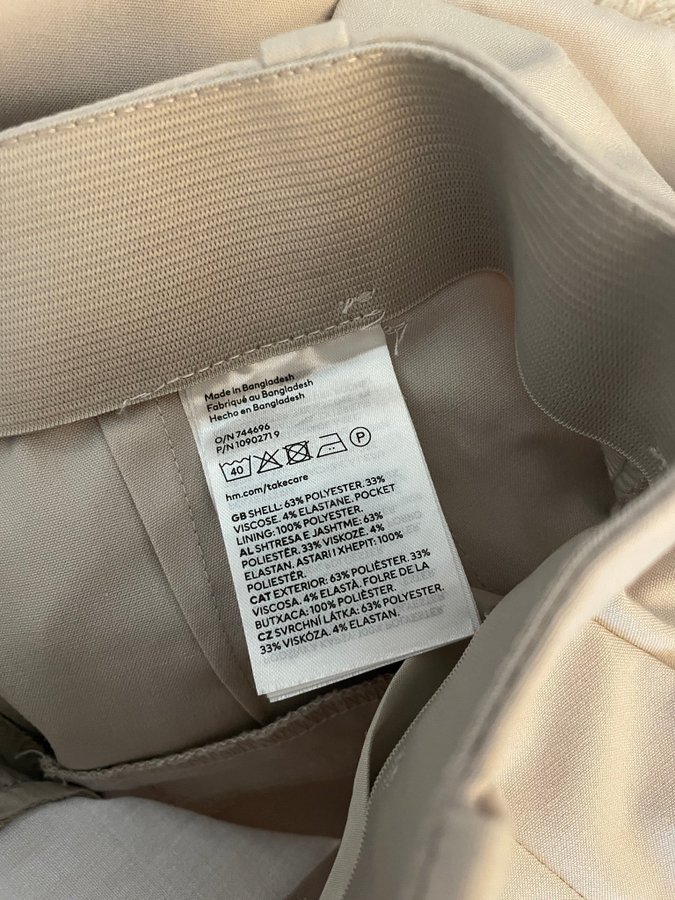 Made in Bangladesh
Fabriqué au Bangladesh
Hecho en Bangladesh
O/N 744696
P/N 10902719
40 P
hm.com/takecare
GB SHELL: 63% POLYESTER. 33%
VISCOSE. 4% ELASTANE. POCKET
LINING: 100% POLYESTER.
AL SHTRESA E JASHTME: 63%
POLIESTËR. 33% VISKOZË. 4%
ELASTAN. ASTARI I XHEPIT: 100%
POLIESTËR.
CAT EXTERIOR: 63% POLIÈSTER. 33%
VISCOSA. 4% ELASTÀ. FOLRE DE LA
BUTXACA: 100% POLIÈSTER.
CZ SVRCHNÍ LÁTKA: 63% POLYESTER.
33% VISKÓZA. 4% ELASTAN.